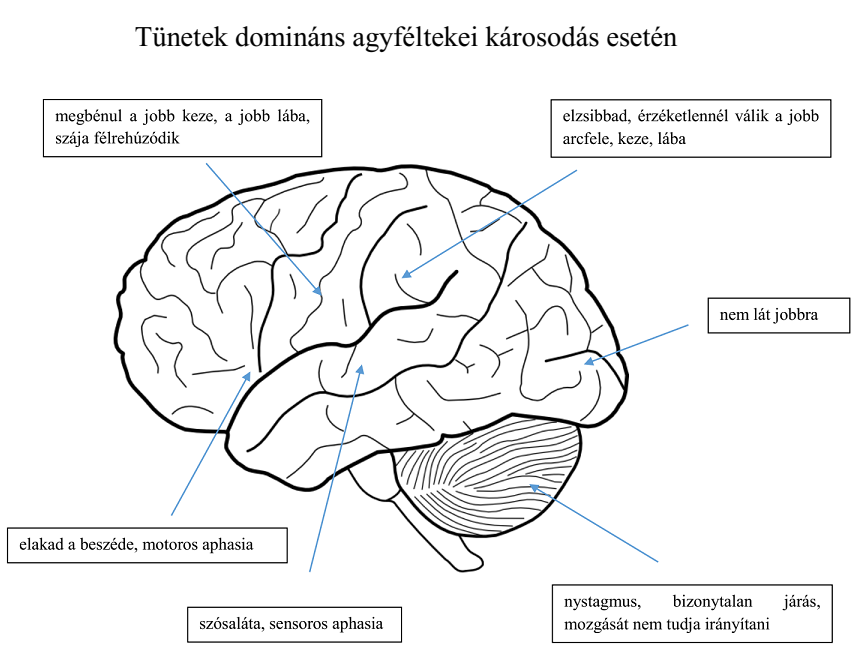 Tünetek domináns agyféltekei károsodás esetén
megbénul a jobb keze, a jobb lába,
szája félrehúzódik
elzsibbad, érzéketlennél válik a jobb
arcfele, keze, lába
nem lát jobbra
elakad a beszéde, motoros aphasia
szósaláta, sensoros aphasia
nystagmus, bizonytalan járás,
mozgását nem tudja irányítani